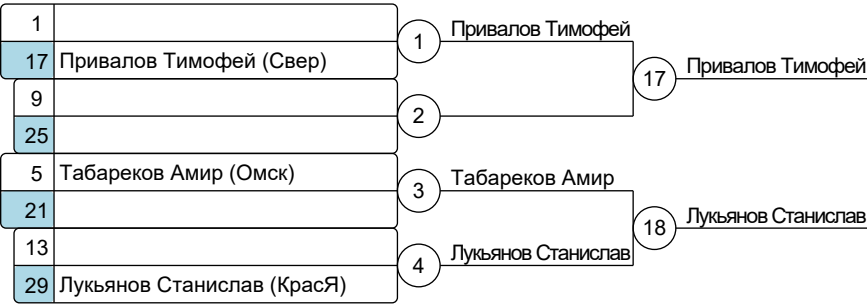 1
1 Привалов Тимофей
17 Привалов Тимофей (Свер)
17 Привалов Тимофей
9
2
25
5 Табареков Амир (Омск)
3 Табареков Амир
21
18 Лукьянов Станислав
13
4 Лукьянов Станислав
29 Лукьянов Станислав (КрасЯ)